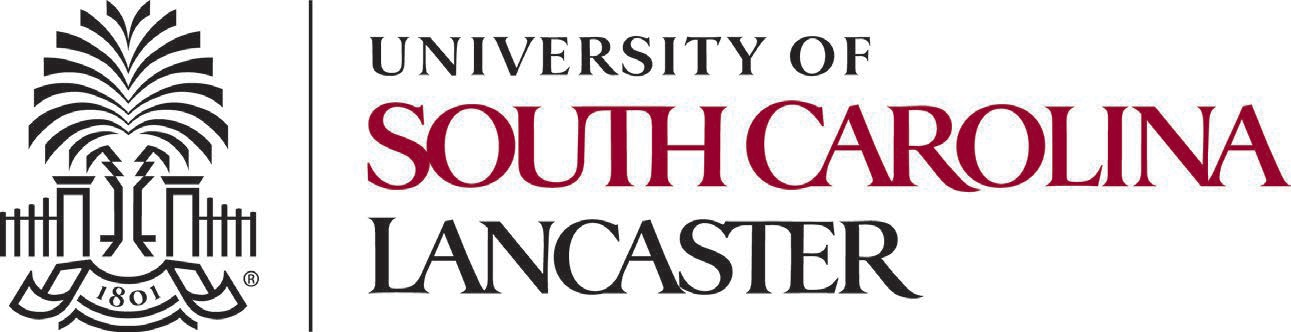 1801
®
UNIVERSITY OF
SOUTH CAROLINA
LANCASTER